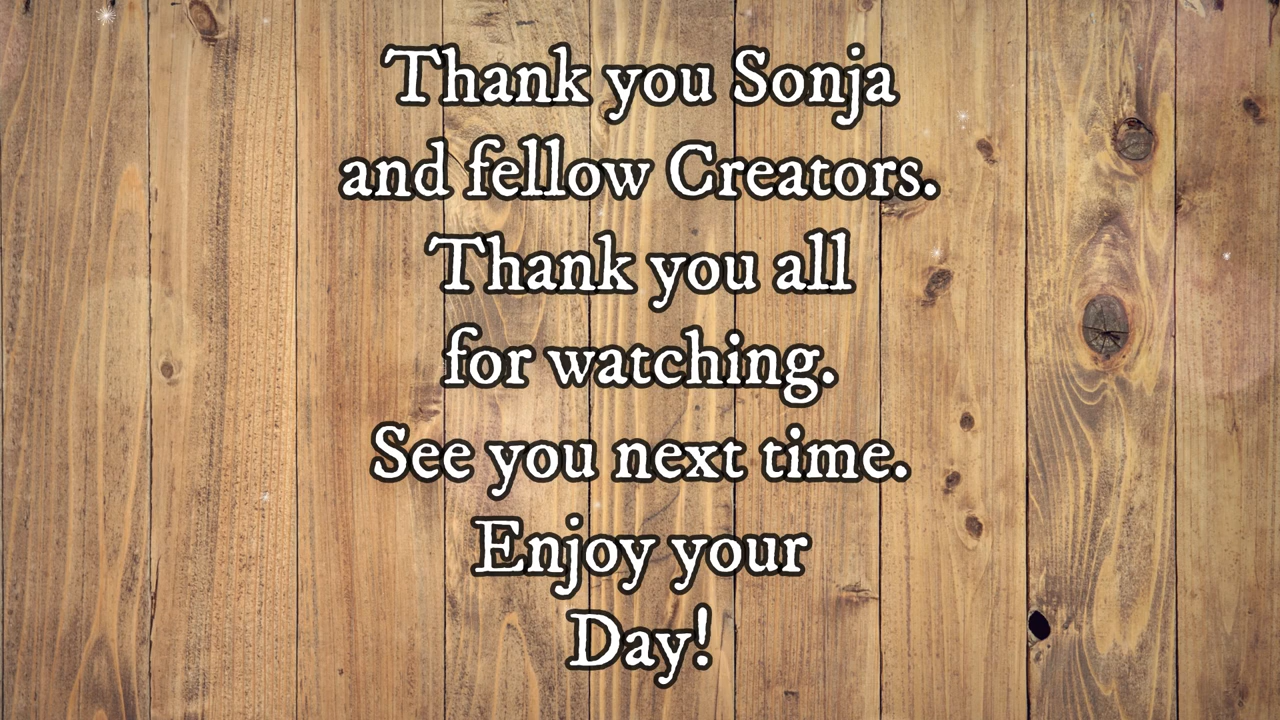 Thank you Sonja
and fellow Creators.
Thank you all
for watching.
See you next time.
Enjoy your
Day!